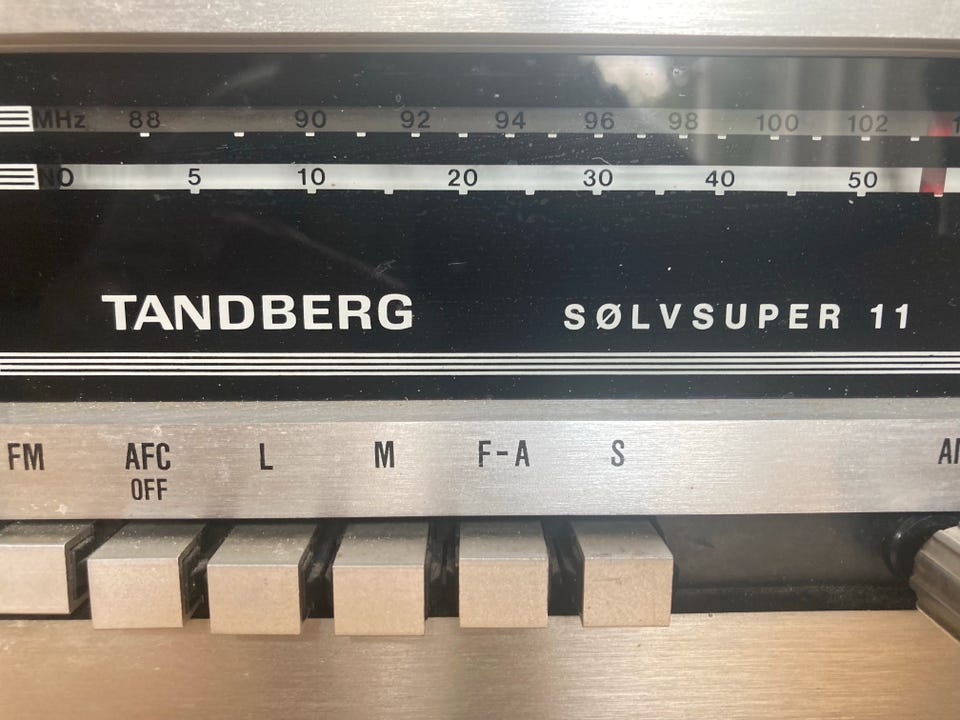 MHz 88 90 92 94 96 98 100 102
NO 5 10 20 30 40 50
TANDBERG SØLVSUPER 11
FM AFC L M F-A S
OFF